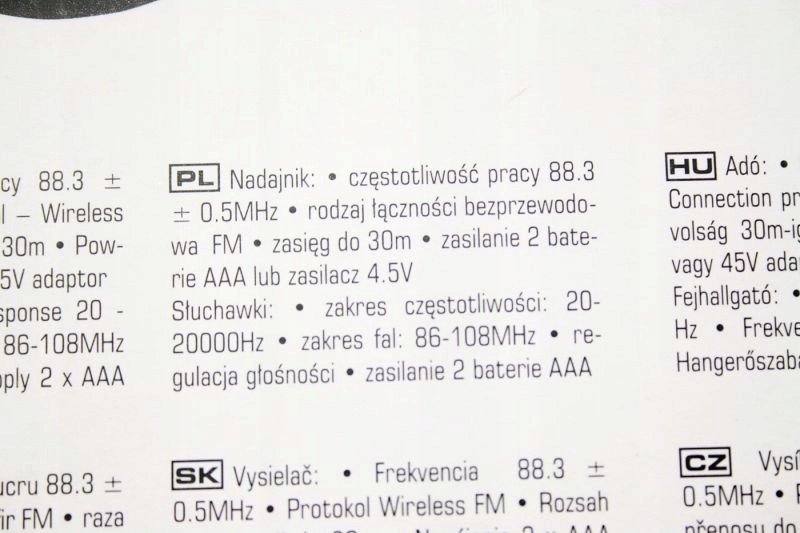 cy 88.3 ±
l – Wireless
30m • Pow-
5V adaptor
sponse 20 -
86-108MHz
ply 2 x AAA
PL Nadajnik: • częstotliwość pracy 88.3
± 0.5MHz • rodzaj łączności bezprzewodo-
wa FM • zasięg do 30m • zasilanie 2 bate-
rie AAA lub zasilacz 4.5V
Słuchawki: • zakres częstotliwości: 20-
20000Hz • zakres fal: 86-108MHz • re-
gulacja głośności • zasilanie 2 baterie AAA
HU Adó: •
Connection pr
volság 30m-ig
vagy 45V ada
Fejhallgató: •
Hz • Frekve
Hangerőszabá
ucru 88.3 ±
fir FM • raza
SK Vysielač: • Frekvencia 88.3 ±
0.5MHz • Protokol Wireless FM • Rozsah
CZ Vysí
0.5MHz •
přenosu do